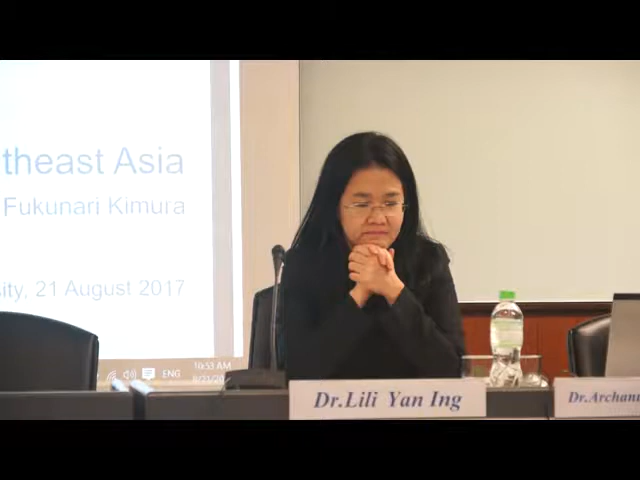 theast Asia
Fukunari Kimura
sity, 21 August 2017
10:53 AM
ENG
Dr.Lili Yan Ing
Dr.Archan